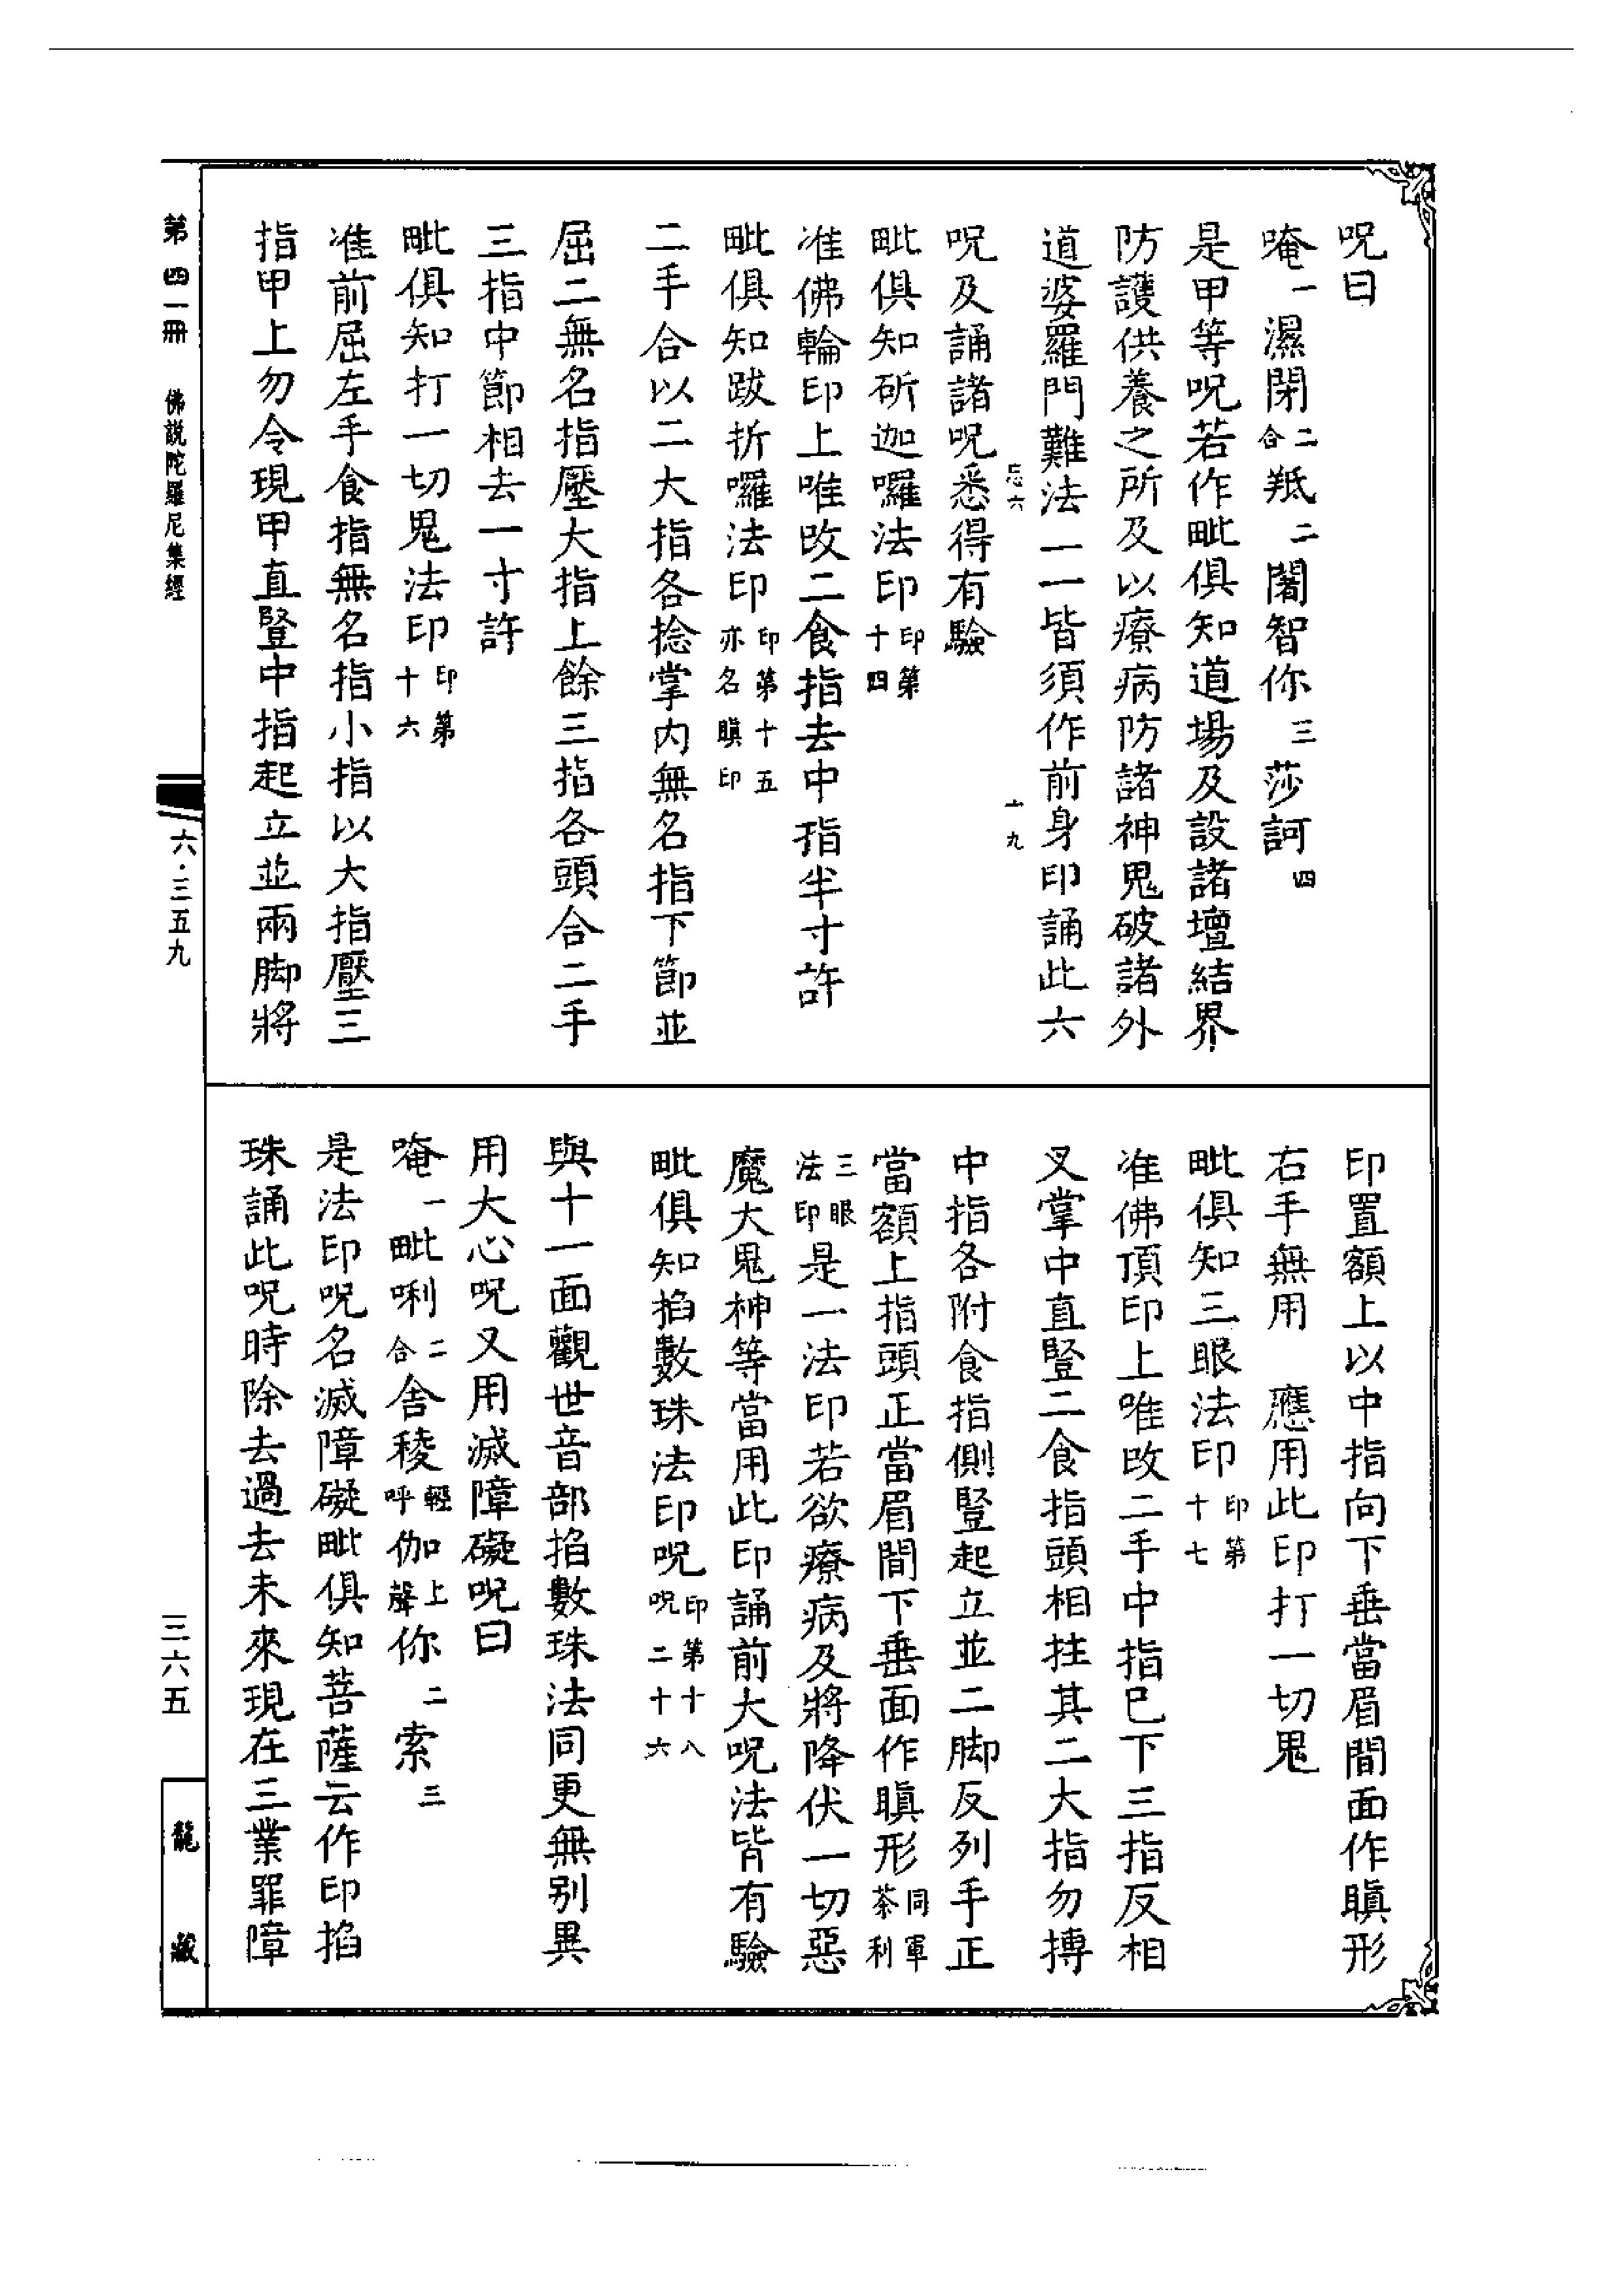 呪曰
唵一濕閉二合羝二闍智你三莎訶四
是甲等呪若作毗俱知道場及設諸壇結界
防護供養之所及以療病防諸神鬼破諸外
道婆羅門難法一一皆須作前身印誦此六
忘六 十九
呪及誦諸呪悉得有驗
毗俱知斫迦囉法印印第十四
准佛輪印上唯改二食指去中指半寸許
毗俱知跋折囉法印印第十五亦名瞋印
二手合以二大指各捻掌内無名指下節並
屈二無名指壓大指上餘三指各頭合二手
三指中節相去一寸許
毗俱知打一切鬼法印印第十六
准前屈左手食指無名指小指以大指壓三
指甲上勿令現甲直豎中指起立並兩脚將
印置額上以中指向下垂當眉間面作瞋形
右手無用 應用此印打一切鬼
毗俱知三眼法印印第十七
准佛頂印上唯改二手中指已下三指反相
叉掌中直豎二食指頭相拄其二大指勿搏
中指各附食指側豎起立並二脚反列手正
當額上指頭正當眉間下垂面作瞋形同軍茶利
三眼法印是一法印若欲療病及將降伏一切惡
魔大鬼神等當用此印誦前大呪法皆有驗
毗俱知掐數珠法印呪印第十八呪二十六
與十一面觀世音部掐數珠法同更無别異
用大心呪又用滅障礙呪曰
唵一毗唎二合舍稜輕呼伽上聲你二索三
是法印呪名滅障礙毗俱知菩薩云作印掐
珠誦此呪時除去過去未來現在三業罪障
第四一冊 佛説陀羅尼集經
六·三五九
三六五
龍藏